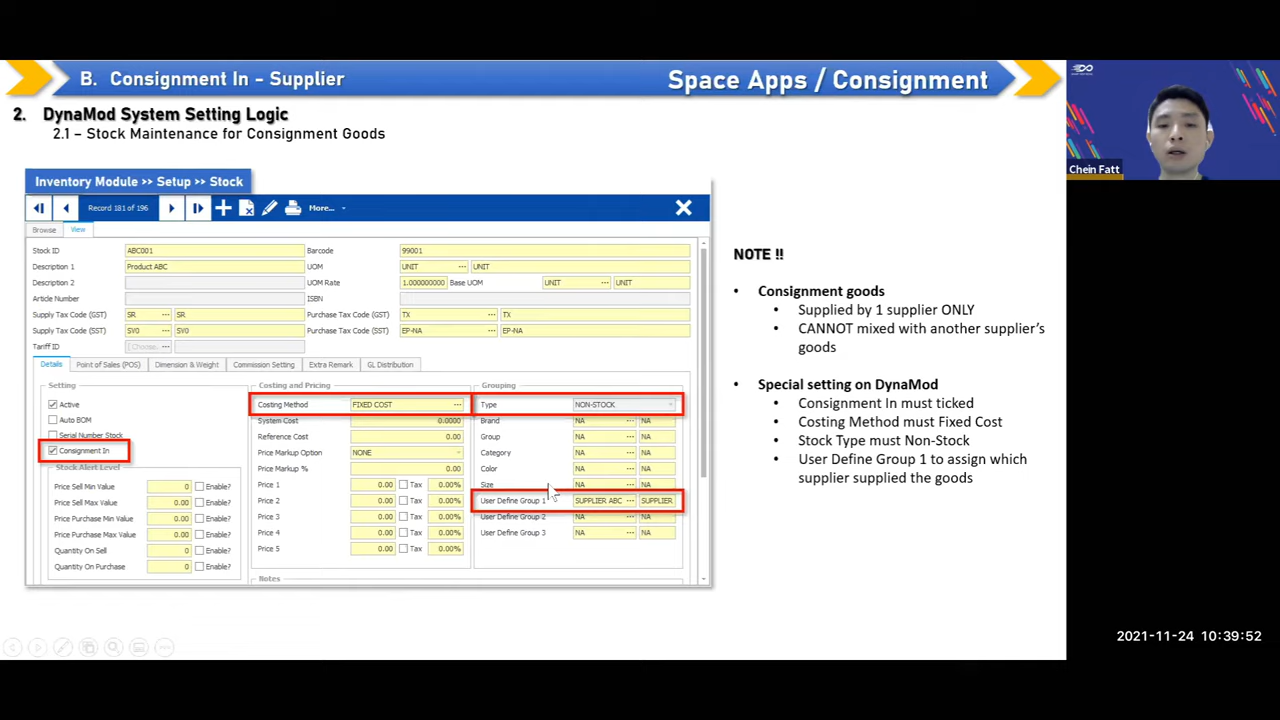 B. Consignment In - Supplier
Space Apps / Consignment
2. DynaMod System Setting Logic
2.1 – Stock Maintenance for Consignment Goods
Inventory Module >> Setup >> Stock
Record 181 of 196
More...
Browse View
Stock ID ABC001 Barcode 99001
Description 1 Product ABC UOM UNIT ... UNIT
Description 2 UOM Rate 1.000000000 Base UOM UNIT ... UNIT
Article Number ISBN
Supply Tax Code (GST) SR ... SR Purchase Tax Code (GST) TX ... TX
Supply Tax Code (SST) SV0 ... SV0 Purchase Tax Code (SST) EP-NA ... EP-NA
Tariff ID [ Choose... ...
Details Point of Sales (POS) Dimension & Weight Commission Setting Extra Remark GL Distribution
Setting
Active
Auto BOM
Serial Number Stock
Consignment In
Stock Alert Level
Price Sell Min Value 0 Enable?
Price Sell Max Value 0.00 Enable?
Price Purchase Min Value 0 Enable?
Price Purchase Max Value 0.00 Enable?
Quantity On Sell 0 Enable?
Quantity On Purchase 0 Enable?
Costing and Pricing
Costing Method FIXED COST ...
System Cost 0.0000
Reference Cost 0.00
Price Markup Option NONE
Price Markup % 0.00
Price 1 0.00 Tax 0.00%
Price 2 0.00 Tax 0.00%
Price 3 0.00 Tax 0.00%
Price 4 0.00 Tax 0.00%
Price 5 0.00 Tax 0.00%
Notes
Grouping
Type NON-STOCK
Brand NA ... NA
Group NA ... NA
Category NA ... NA
Color NA ... NA
Size NA ... NA
User Define Group 1 SUPPLIER ABC ... SUPPLIER
User Define Group 2 NA ... NA
User Define Group 3 NA ... NA
NOTE !!
• Consignment goods
• Supplied by 1 supplier ONLY
• CANNOT mixed with another supplier's
goods
• Special setting on DynaMod
• Consignment In must ticked
• Costing Method must Fixed Cost
• Stock Type must Non-Stock
• User Define Group 1 to assign which
supplier supplied the goods
Chein Fatt
2021-11-24 10:39:52